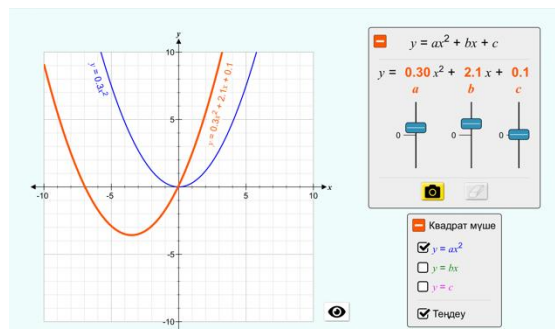 y
10
y = 0.3x²
y = 0.3x² + 2.1x + 0.1
5
-10
-5
5
10
x
-5
-10
y = ax² + bx + c
y = 0.30 x² + 2.1 x + 0.1
a b c
0 0 0
Квадрат мүше
y = ax²
y = bx
y = c
Теңдеу